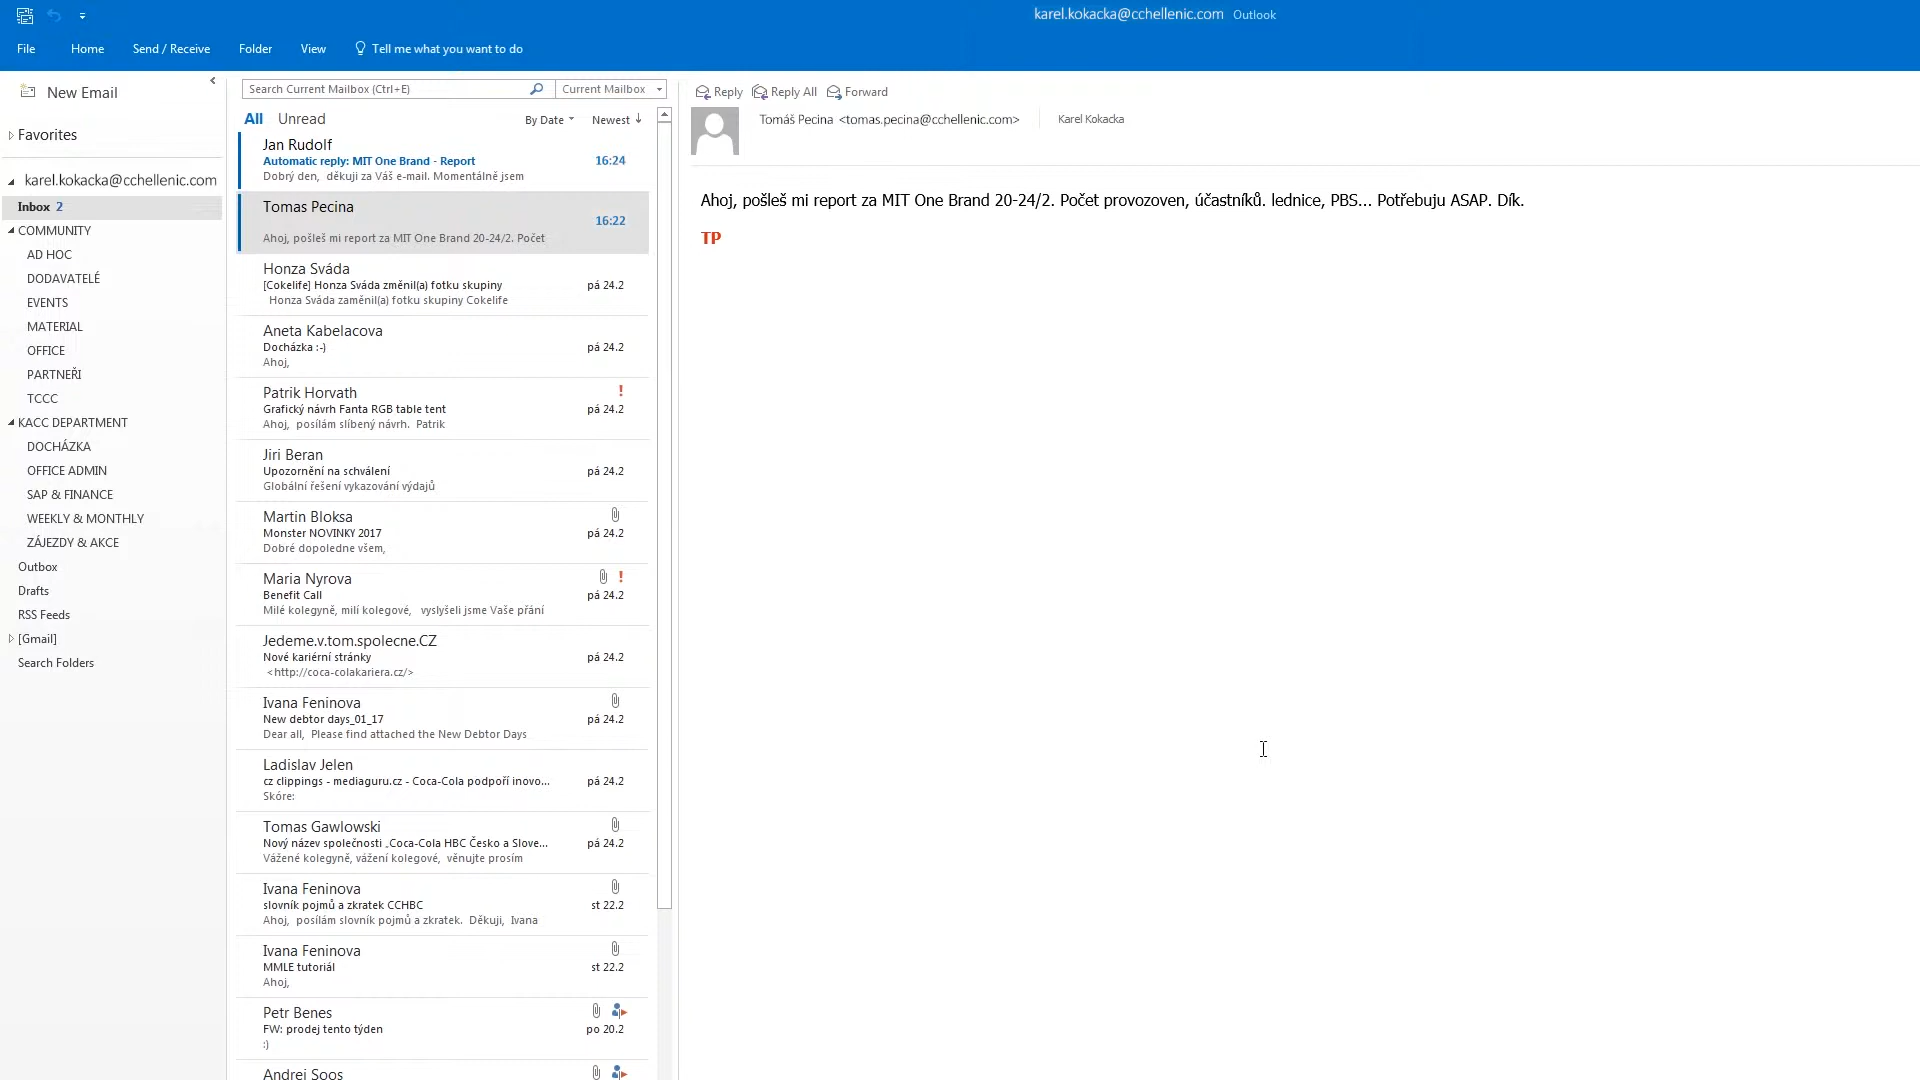 karel.kokacka@cchellenic.com Outlook
File Home Send / Receive Folder View Tell me what you want to do
New Email
Favorites
karel.kokacka@cchellenic.com
Inbox 2
COMMUNITY
AD HOC
DODAVATELÉ
EVENTS
MATERIAL
OFFICE
PARTNEŘI
TCCC
KACC DEPARTMENT
DOCHÁZKA
OFFICE ADMIN
SAP & FINANCE
WEEKLY & MONTHLY
ZÁJEZDY & AKCE
Outbox
Drafts
RSS Feeds
[Gmail]
Search Folders
Search Current Mailbox (Ctrl+E) Current Mailbox
All Unread By Date Newest
Jan Rudolf
Automatic reply: MIT One Brand - Report 16:24
Dobrý den, děkuji za Váš e-mail. Momentálně jsem
Tomas Pecina
16:22
Ahoj, pošleš mi report za MIT One Brand 20-24/2. Počet
Honza Sváda
[Cokelife] Honza Sváda změnil(a) fotku skupiny pá 24.2
Honza Sváda zaměnil(a) fotku skupiny Cokelife
Aneta Kabelacova
Docházka :-) pá 24.2
Ahoj,
Patrik Horvath !
Grafický návrh Fanta RGB table tent pá 24.2
Ahoj, posílám slíbený návrh. Patrik
Jiri Beran
Upozornění na schválení pá 24.2
Globální řešení vykazování výdajů
Martin Bloksa
Monster NOVINKY 2017 pá 24.2
Dobré dopoledne všem,
Maria Nyrova !
Benefit Call pá 24.2
Milé kolegyně, milí kolegové, vyslyšeli jsme Vaše přání
Jedeme.v.tom.spolecne.CZ
Nové kariérní stránky pá 24.2
<http://coca-colakariera.cz/>
Ivana Feninova
New debtor days_01_17 pá 24.2
Dear all, Please find attached the New Debtor Days
Ladislav Jelen
cz clippings - mediaguru.cz - Coca-Cola podpoří inovo... pá 24.2
Skóre:
Tomas Gawlowski
Nový název společnosti „Coca-Cola HBC Česko a Slove... pá 24.2
Vážené kolegyně, vážení kolegové, věnujte prosím
Ivana Feninova
slovník pojmů a zkratek CCHBC st 22.2
Ahoj, posílám slovník pojmů a zkratek. Děkuji, Ivana
Ivana Feninova
MMLE tutoriál st 22.2
Ahoj,
Petr Benes
FW: prodej tento týden po 20.2
:)
Andrej Soos
Reply Reply All Forward
Tomáš Pecina <tomas.pecina@cchellenic.com> Karel Kokacka
Ahoj, pošleš mi report za MIT One Brand 20-24/2. Počet provozoven, účastníků. lednice, PBS... Potřebuju ASAP. Dík.
TP